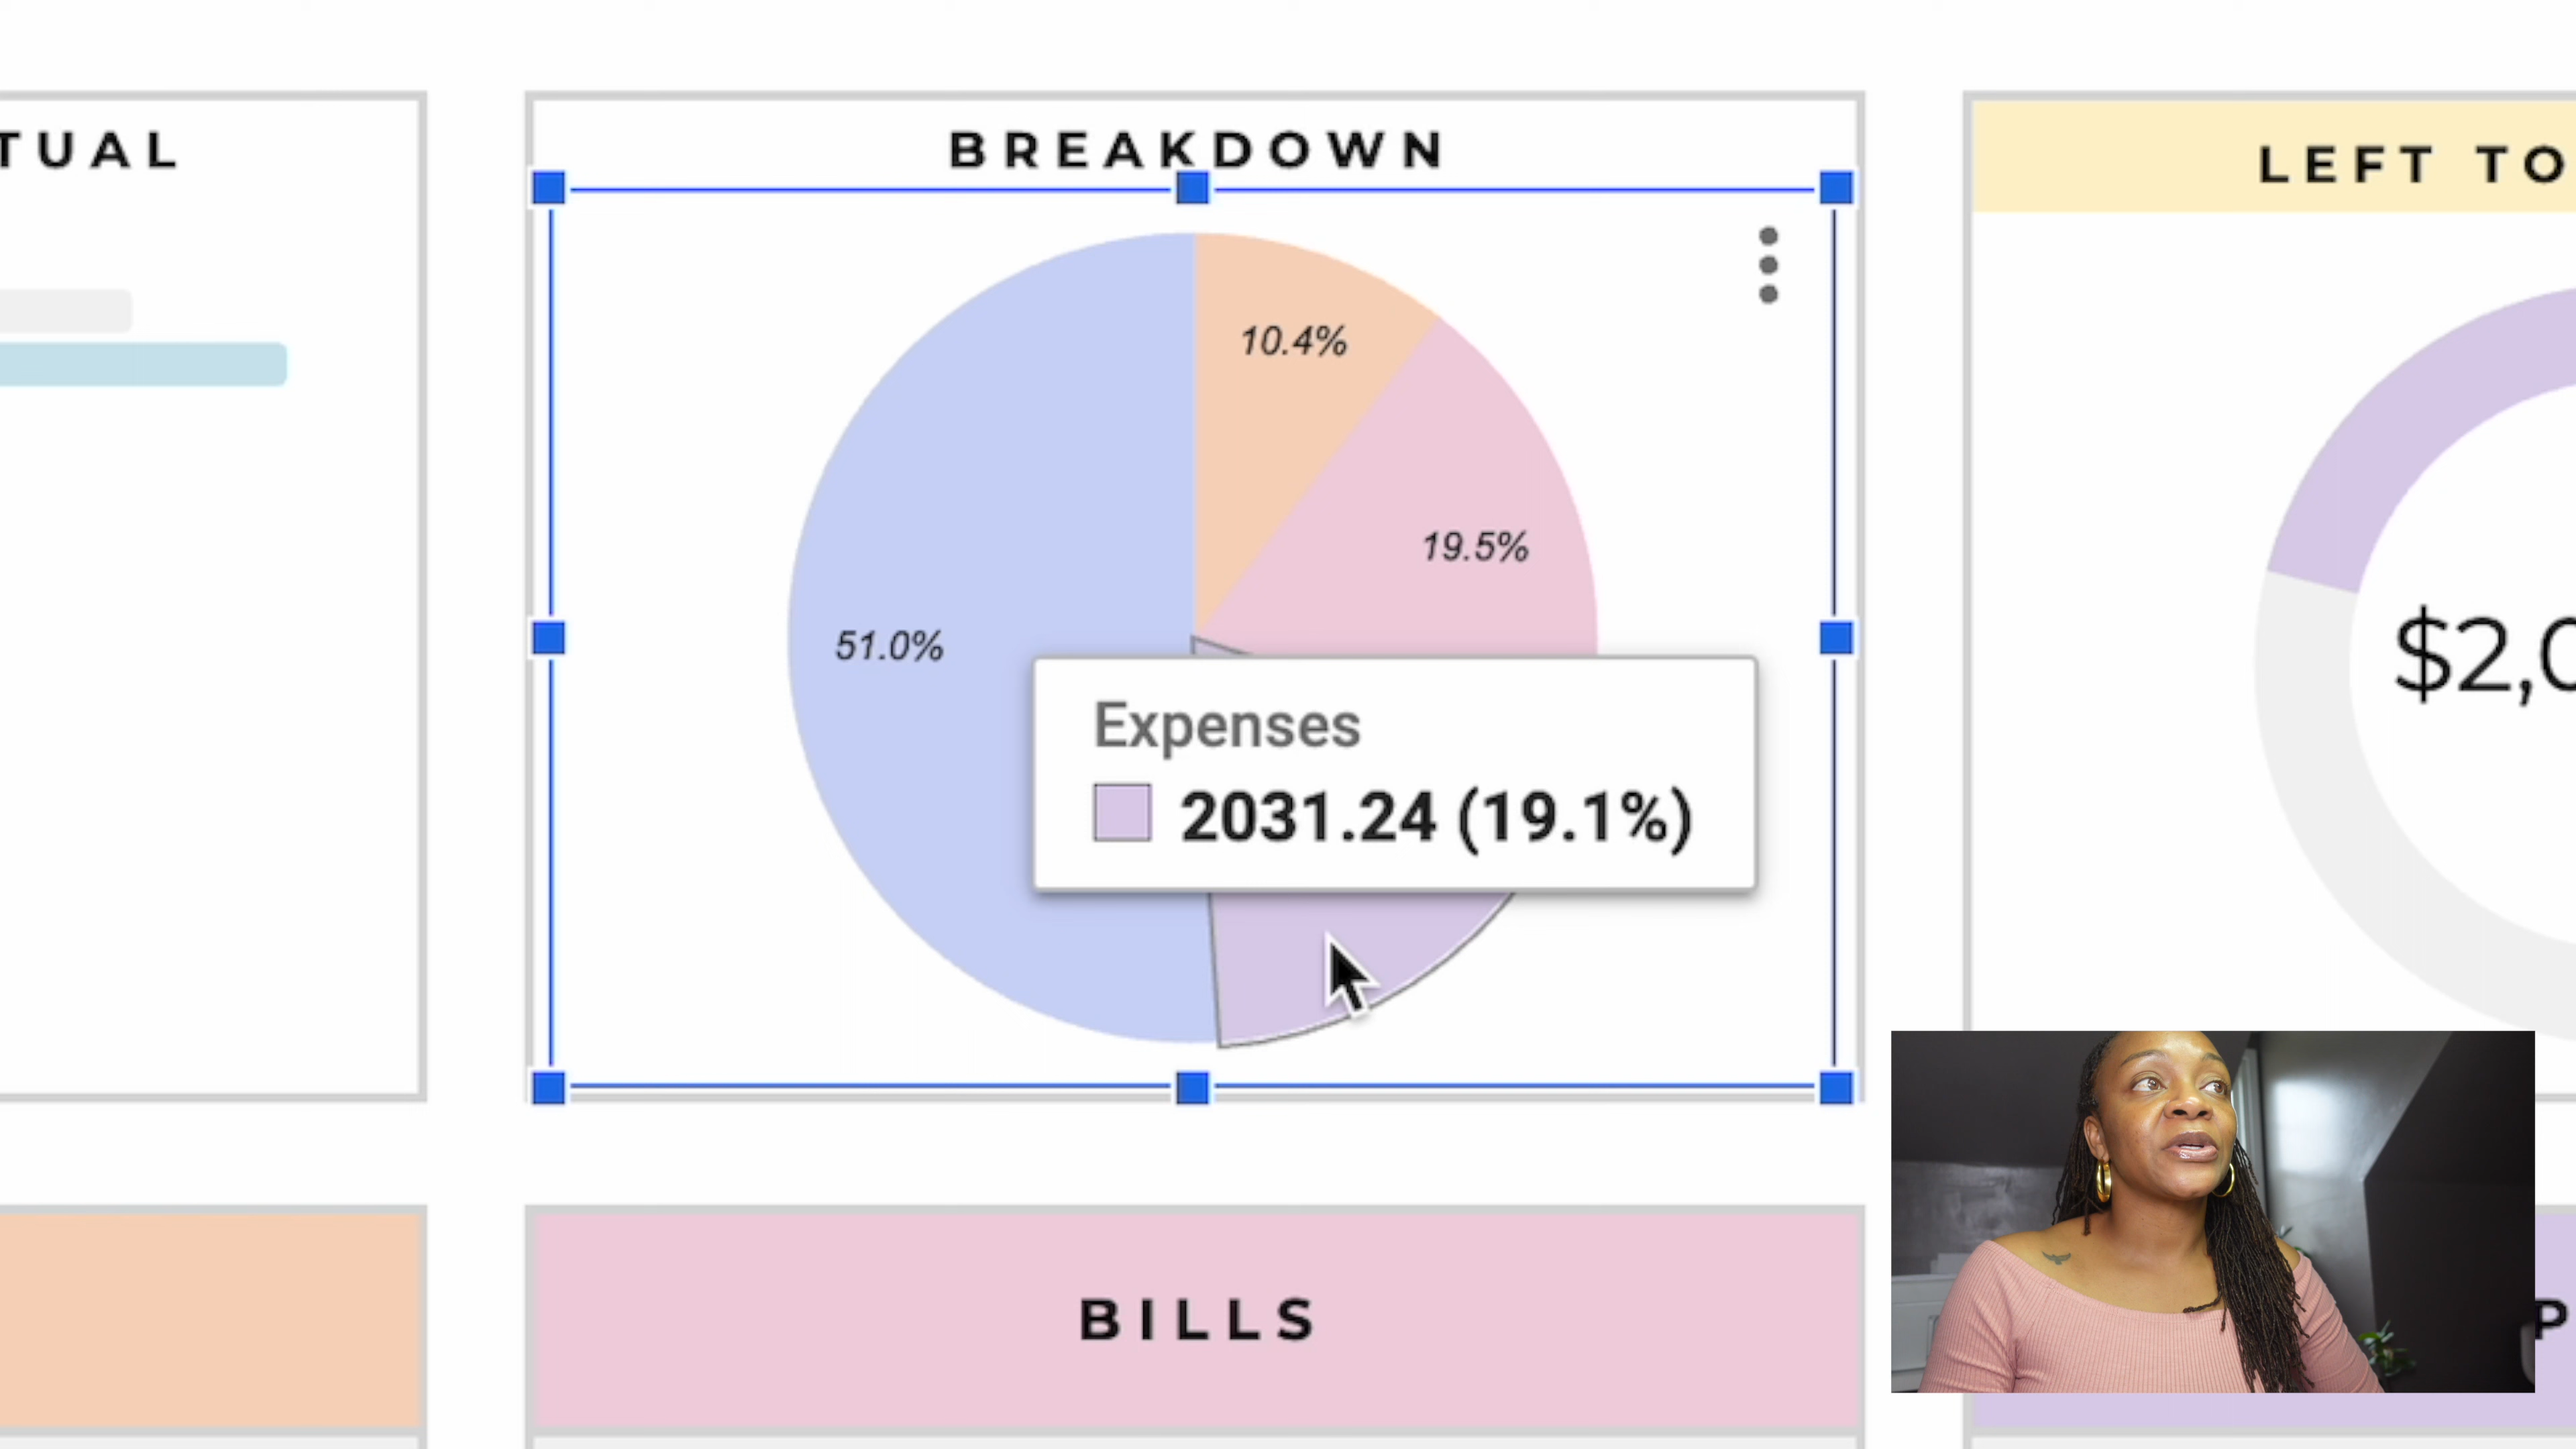 TUAL
BREAKDOWN
LEFT TO
10.4%
19.5%
51.0%
$2,0
Expenses
2031.24 (19.1%)
BILLS
P